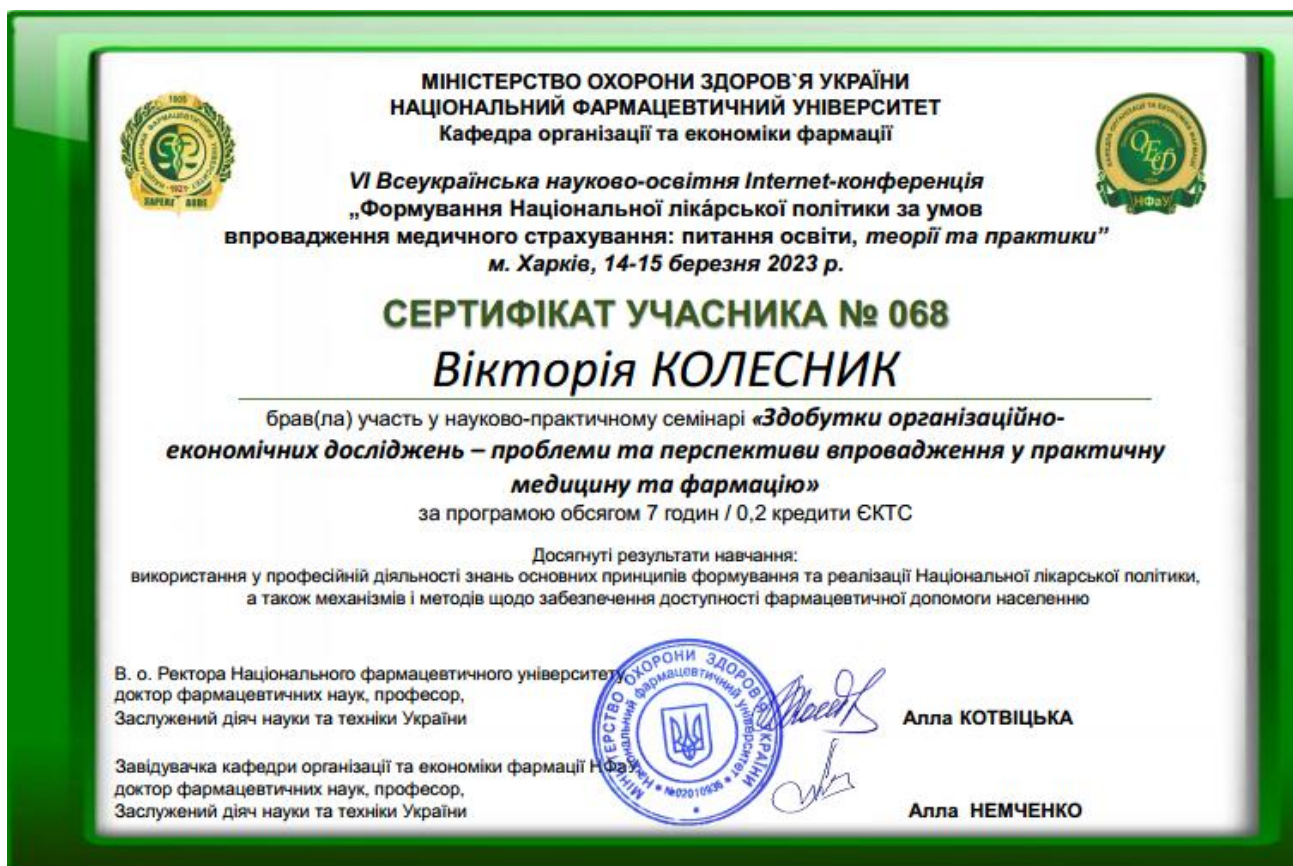 МІНІСТЕРСТВО ОХОРОНИ ЗДОРОВ`Я УКРАЇНИ
НАЦІОНАЛЬНИЙ ФАРМАЦЕВТИЧНИЙ УНІВЕРСИТЕТ
Кафедра організації та економіки фармації
VI Всеукраїнська науково-освітня Internet-конференція
„Формування Національної ліка́рської політики за умов
впровадження медичного страхування: питання освіти, теорії та практики”
м. Харків, 14-15 березня 2023 р.
СЕРТИФІКАТ УЧАСНИКА № 068
Вікторія КОЛЕСНИК
брав(ла) участь у науково-практичному семінарі «Здобутки організаційно-
економічних досліджень – проблеми та перспективи впровадження у практичну
медицину та фармацію»
за програмою обсягом 7 годин / 0,2 кредити ЄКТС
Досягнуті результати навчання:
використання у професійній діяльності знань основних принципів формування та реалізації Національної лікарської політики,
а також механізмів і методів щодо забезпечення доступності фармацевтичної допомоги населенню
В. о. Ректора Національного фармацевтичного університету,
доктор фармацевтичних наук, професор,
Заслужений діяч науки та техніки України
Алла КОТВІЦЬКА
Завідувачка кафедри організації та економіки фармації НФаУ,
доктор фармацевтичних наук, професор,
Заслужений діяч науки та техніки України
Алла НЕМЧЕНКО
МІНІСТЕРСТВО ОХОРОНИ ЗДОРОВ'Я УКРАЇНИ
Національний фармацевтичний університет
№02010936
1805
1921
НФаУ